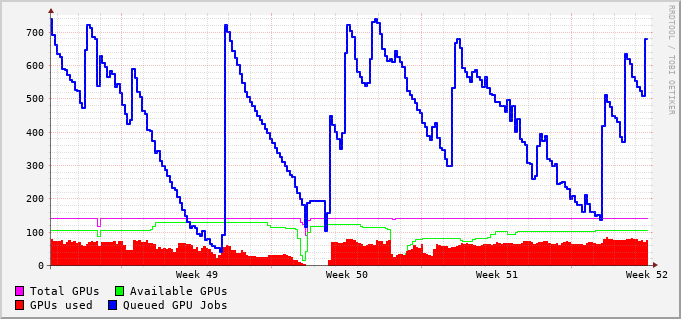 RRDTOOL / TOBI OETIKER
700
600
500
400
300
200
100
0
Week 49 Week 50 Week 51 Week 52
Total GPUs Available GPUs
GPUs used Queued GPU Jobs